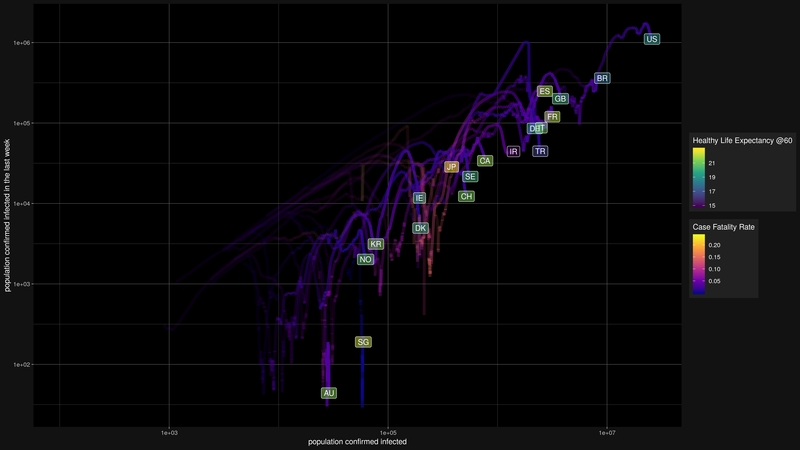 population confirmed infected in the last week
1e+06
1e+05
1e+04
1e+03
1e+02
1e+03
1e+05
1e+07
population confirmed infected
US
BR
ES
GB
FR
IT
IR
TR
CA
JP
SE
CH
IE
DK
KR
NO
SG
AU
Healthy Life Expectancy @60
21
19
17
15
Case Fatality Rate
0.20
0.15
0.10
0.05